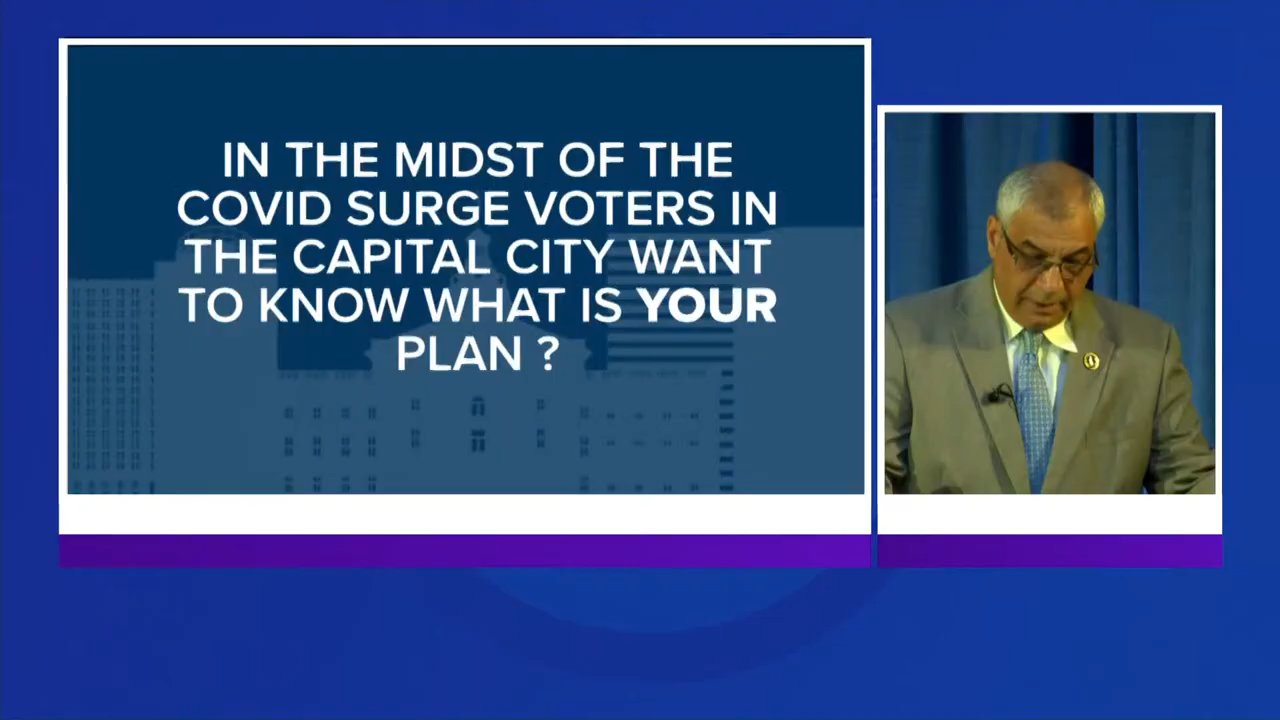 IN THE MIDST OF THE
COVID SURGE VOTERS IN
THE CAPITAL CITY WANT
TO KNOW WHAT IS YOUR
PLAN ?